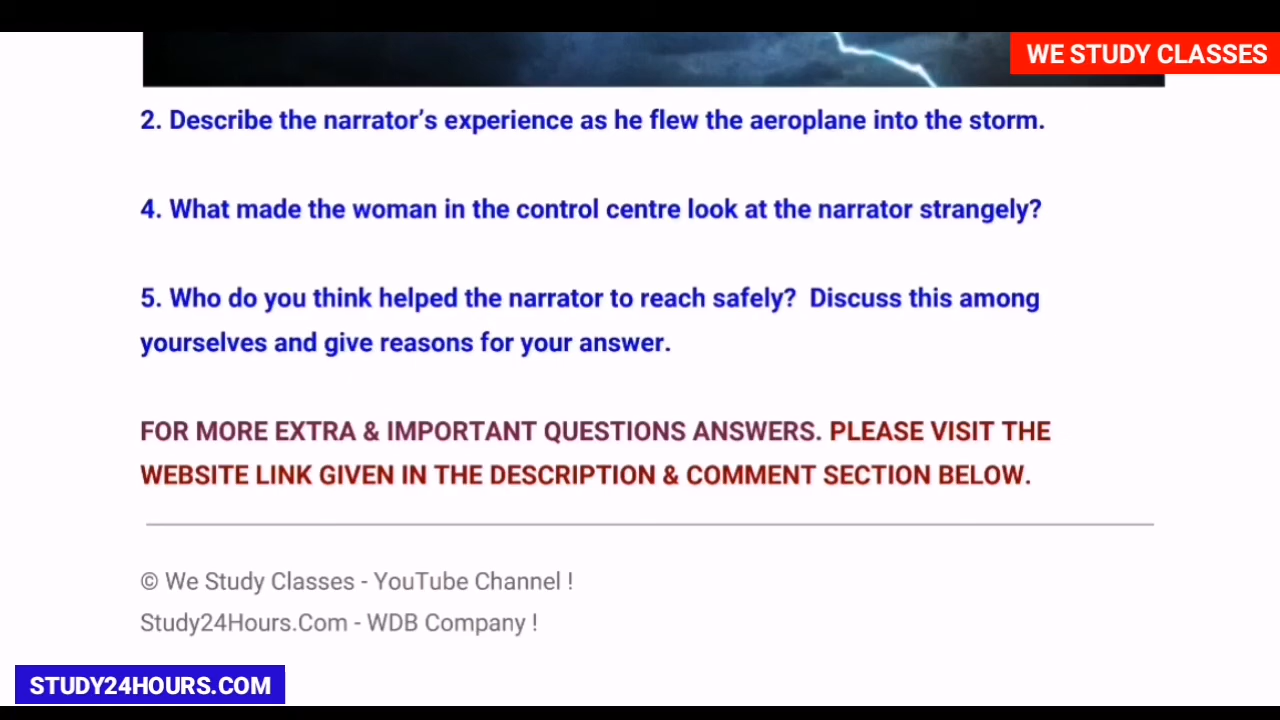 WE STUDY CLASSES
2. Describe the narrator’s experience as he flew the aeroplane into the storm.
4. What made the woman in the control centre look at the narrator strangely?
5. Who do you think helped the narrator to reach safely?  Discuss this among
yourselves and give reasons for your answer.
FOR MORE EXTRA & IMPORTANT QUESTIONS ANSWERS. PLEASE VISIT THE
WEBSITE LINK GIVEN IN THE DESCRIPTION & COMMENT SECTION BELOW.
© We Study Classes - YouTube Channel !
Study24Hours.Com - WDB Company !
STUDY24HOURS.COM